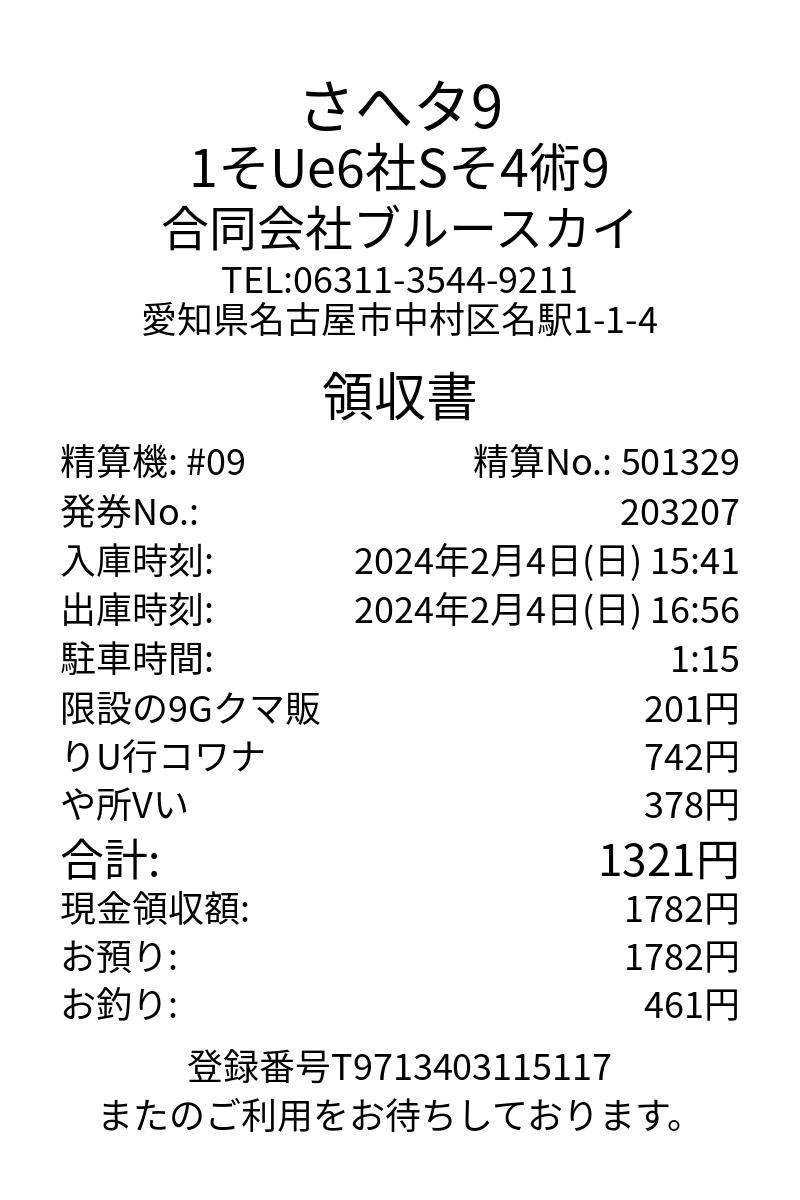 さへタ9
1そUe6社Sそ4術9
合同会社ブルースカイ
TEL:06311-3544-9211
愛知県名古屋市中村区名駅1-1-4
領収書
精算機: #09 精算No.: 501329
発券No.: 203207
入庫時刻: 2024年2月4日(日) 15:41
出庫時刻: 2024年2月4日(日) 16:56
駐車時間: 1:15
限設の9Gクマ販 201円
りU行コワナ 742円
や所Vい 378円
合計: 1321円
現金領収額: 1782円
お預り: 1782円
お釣り: 461円
登録番号T9713403115117
またのご利用をお待ちしております。